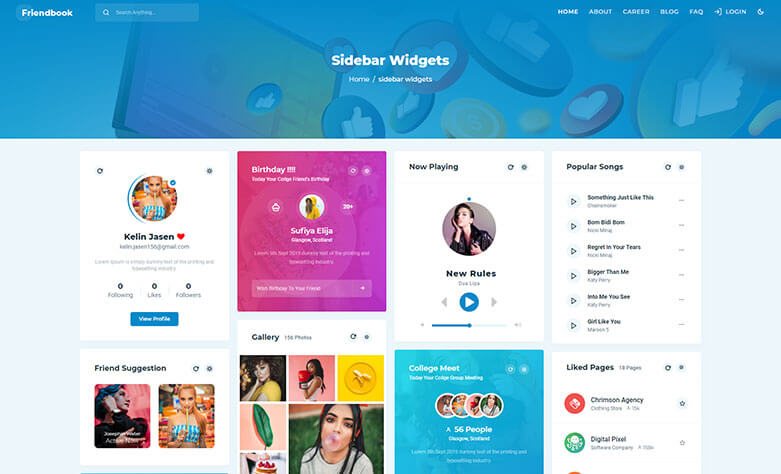 Friendbook
Search Anything...
HOME
ABOUT
CAREER
BLOG
FAQ
LOGIN
Sidebar Widgets
Home / sidebar widgets
Kelin Jasen
kelin.jasen156@gmail.com
Lorem ipsum is simply dummy text of the printing and typesetting industry.
0
Following
0
Likes
0
Followers
View Profile
Friend Suggestion
Josephin Water
Active Now
Birthday !!!!
Today Your Collge Friend's Birthday
20+
Sufiya Elija
Glasgow, Scotland
Lorem 5th Sept 2019 dummy text of the printing and
typesetting industry
Wish Birthday To Your Friend
Gallery
156 Photos
Now Playing
New Rules
Dua Lipa
College Meet
Today Your Collge Group Meeting
56 People
Glasgow, Scotland
Lorem 5th Sept 2019 dummy text of the printing and
typesetting industry
Popular Songs
Something Just Like This
Chainsmoker
Bom Bidi Bom
Nicki Minaj
Regret In Your Tears
Nicki Minaj
Bigger Than Me
Katy Perry
Into Me You See
Katy Perry
Girl Like You
Maroon 5
Liked Pages
18 Pages
Chrimson Agency
Clothing Store
15k
Digital Pixel
Software Company